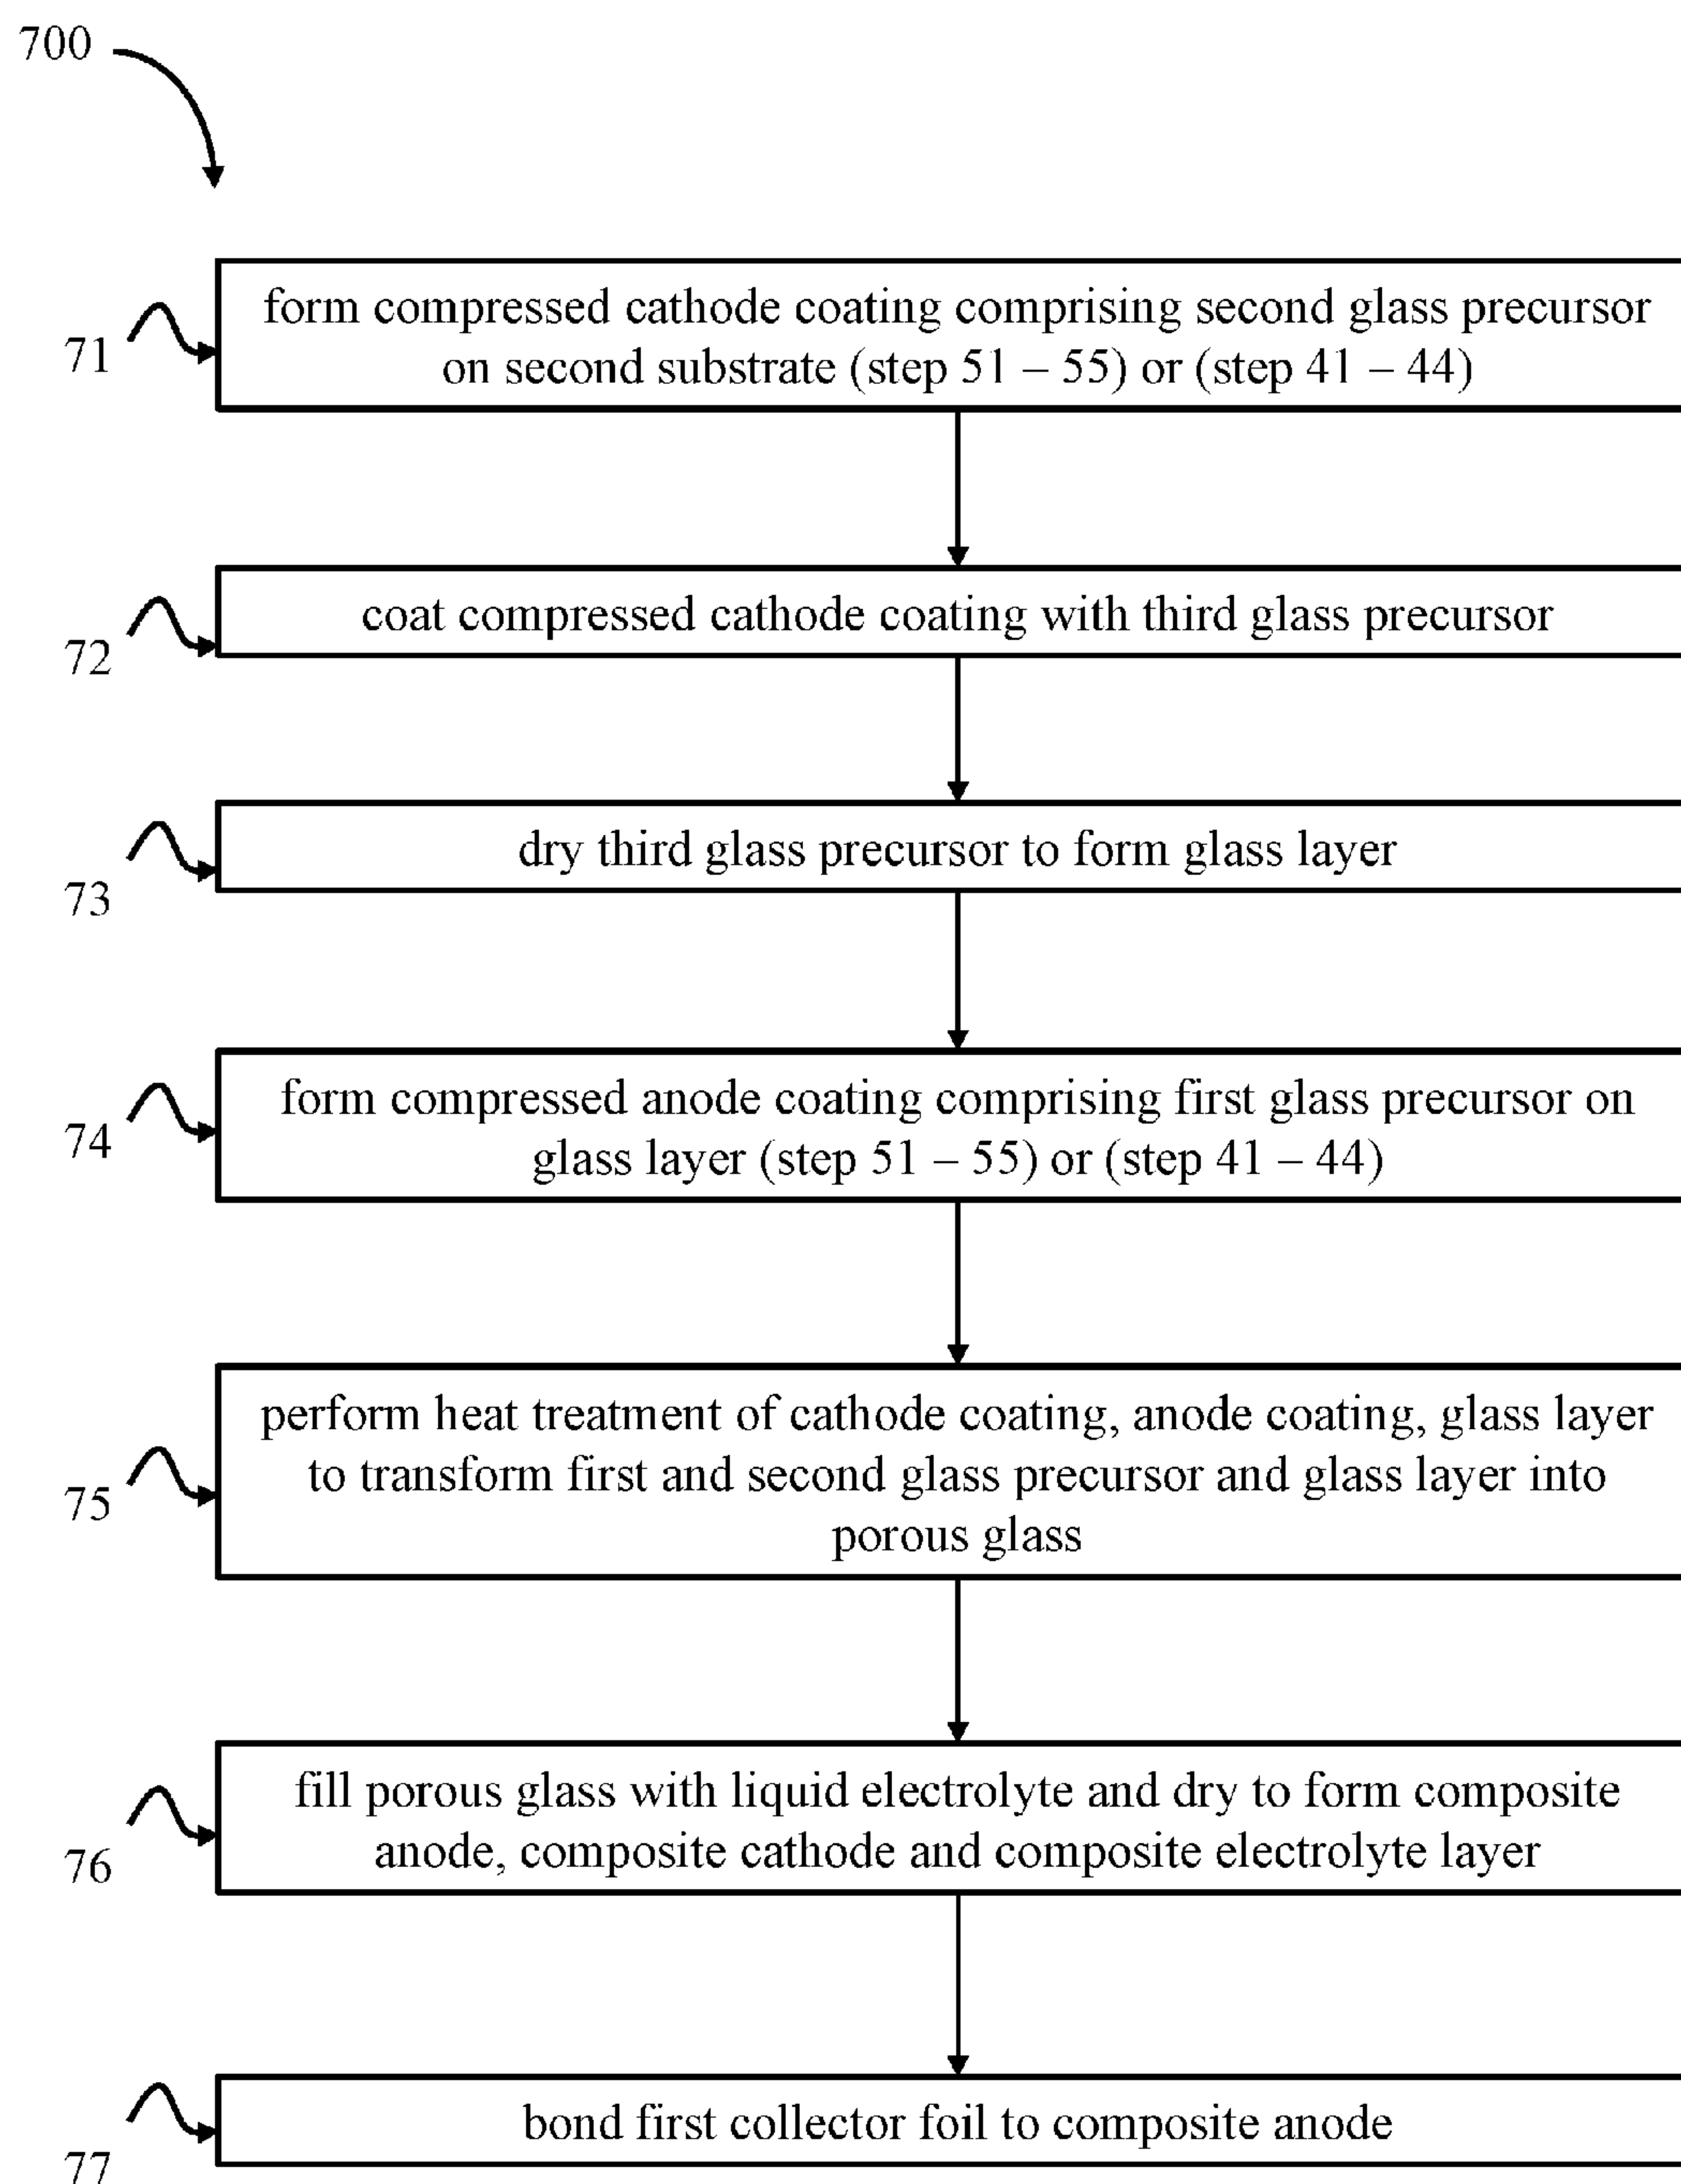 700
71
form compressed cathode coating comprising second glass precursor
on second substrate (step 51 – 55) or (step 41 – 44)
72
coat compressed cathode coating with third glass precursor
73
dry third glass precursor to form glass layer
74
form compressed anode coating comprising first glass precursor on
glass layer (step 51 – 55) or (step 41 – 44)
75
perform heat treatment of cathode coating, anode coating, glass layer
to transform first and second glass precursor and glass layer into
porous glass
76
fill porous glass with liquid electrolyte and dry to form composite
anode, composite cathode and composite electrolyte layer
77
bond first collector foil to composite anode